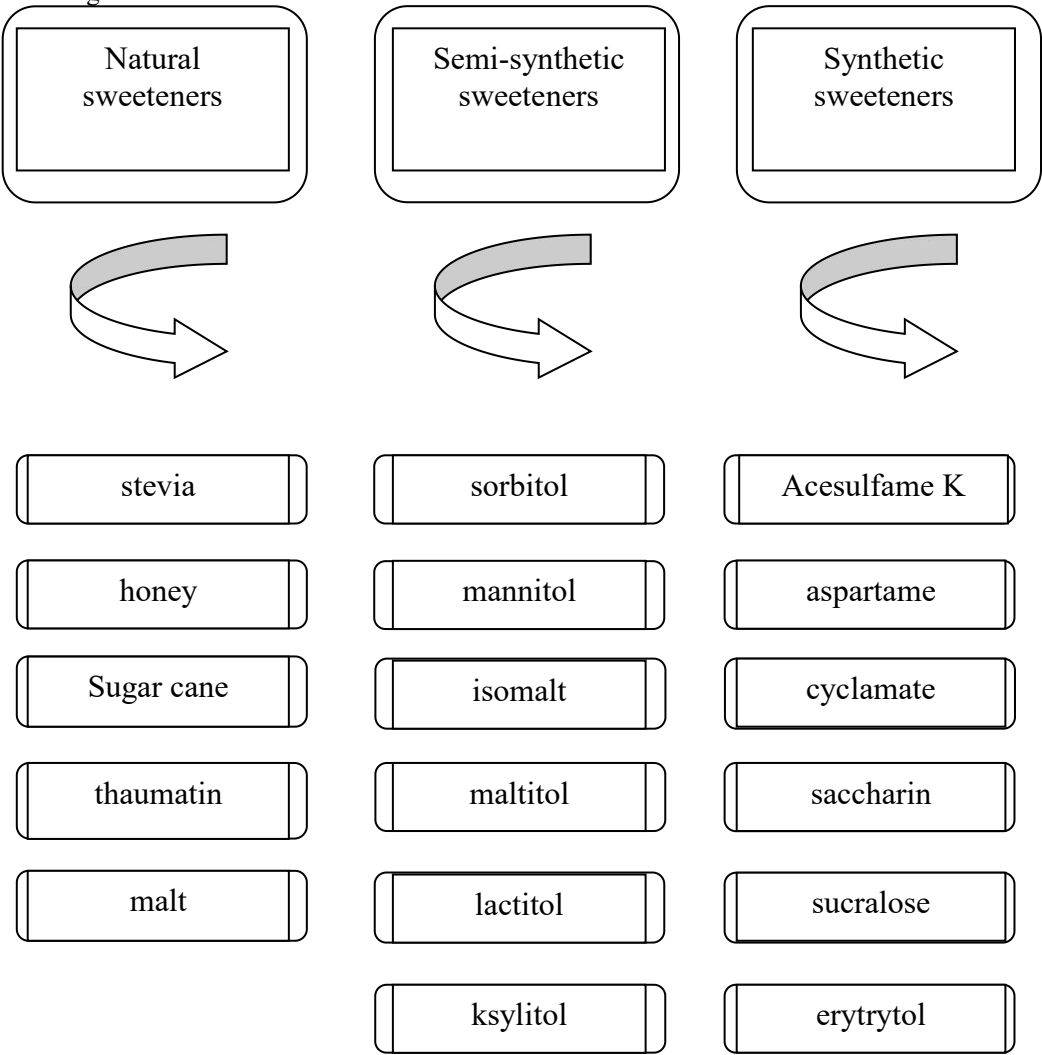 Natural
sweeteners
Semi-synthetic
sweeteners
Synthetic
sweeteners
stevia
sorbitol
Acesulfame K
honey
mannitol
aspartame
Sugar cane
isomalt
cyclamate
thaumatin
maltitol
saccharin
malt
lactitol
sucralose
ksylitol
erytrytol